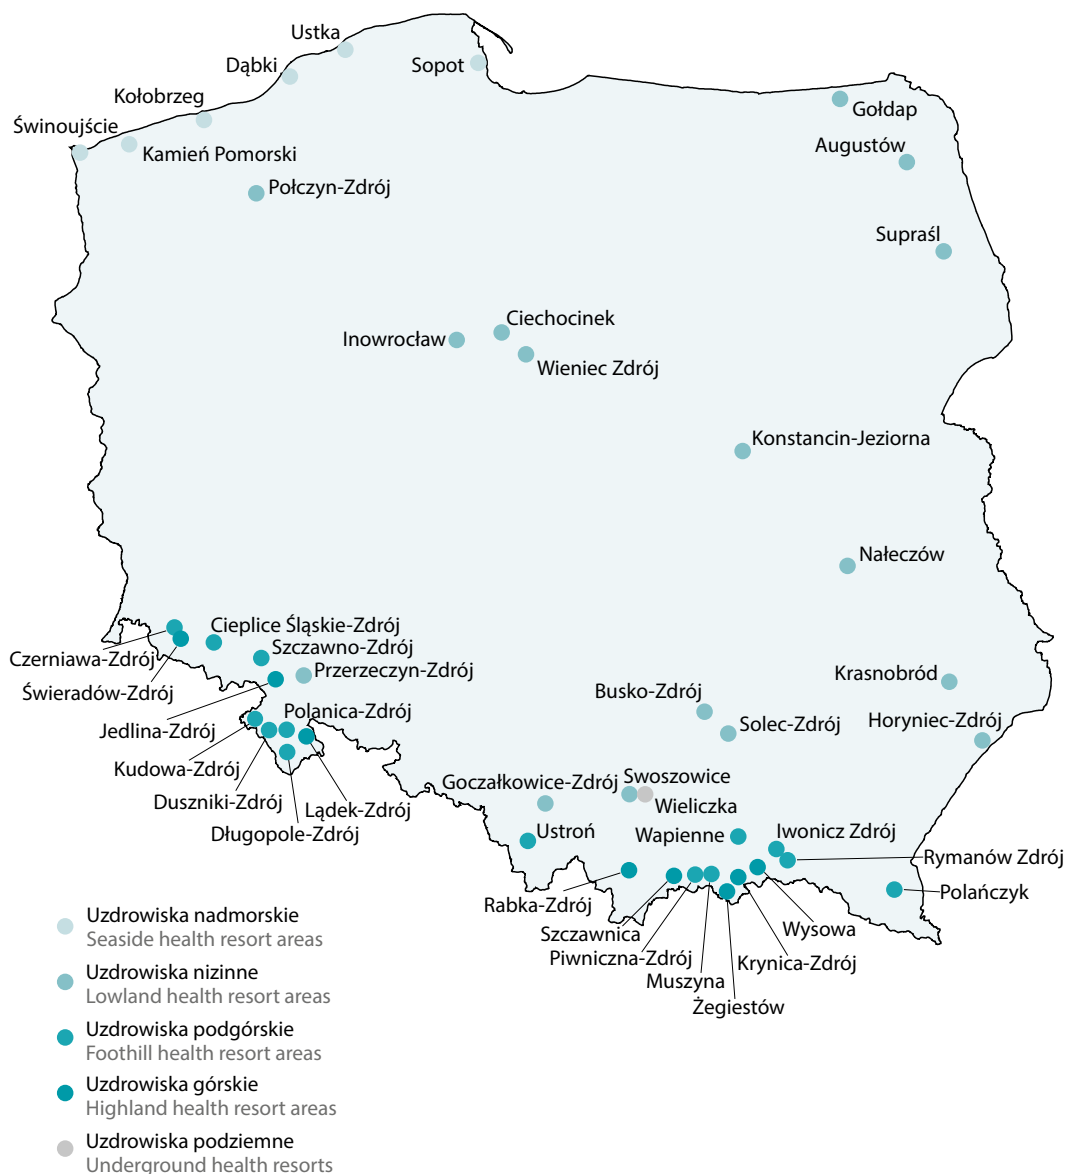 Ustka
Dąbki
Sopot
Kołobrzeg
Gołdap
Świnoujście
Kamień Pomorski
Augustów
Połczyn-Zdrój
Supraśl
Ciechocinek
Inowrocław
Wieniec Zdrój
Konstancin-Jeziorna
Nałeczów
Cieplice Śląskie-Zdrój
Szczawno-Zdrój
Czerniawa-Zdrój
Przerzeczyn-Zdrój
Krasnobród
Świeradów-Zdrój
Busko-Zdrój
Polanica-Zdrój
Horyniec-Zdrój
Solec-Zdrój
Jedlina-Zdrój
Kudowa-Zdrój
Goczałkowice-Zdrój
Swoszowice
Duszniki-Zdrój
Lądek-Zdrój
Wieliczka
Długopole-Zdrój
Ustroń
Wapienne
Iwonicz Zdrój
Rymanów Zdrój
Polańczyk
Rabka-Zdrój
Szczawnica
Wysowa
Piwniczna-Zdrój
Krynica-Zdrój
Muszyna
Żegiestów
Uzdrowiska nadmorskie
Seaside health resort areas
Uzdrowiska nizinne
Lowland health resort areas
Uzdrowiska podgórskie
Foothill health resort areas
Uzdrowiska górskie
Highland health resort areas
Uzdrowiska podziemne
Underground health resorts